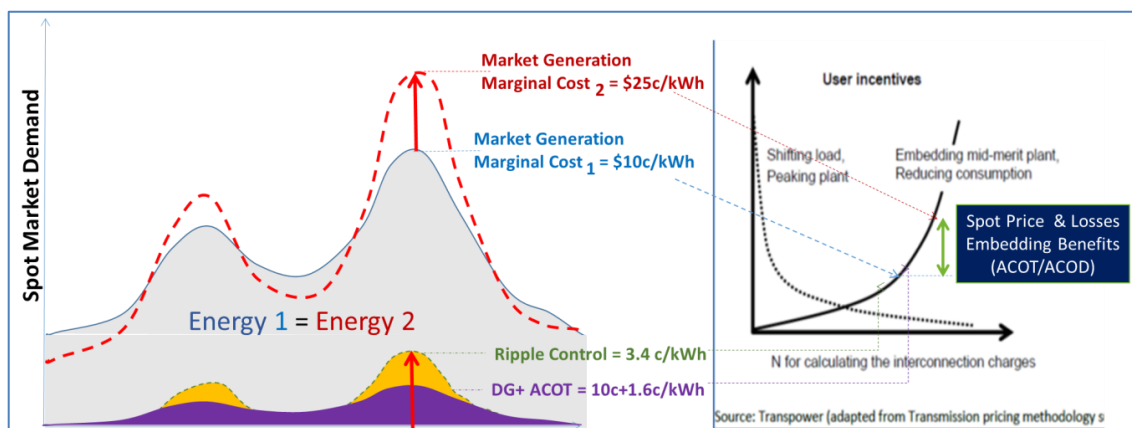 Spot Market Demand
Market Generation
Marginal Cost 2 = $25c/kWh
Market Generation
Marginal Cost 1 = $10c/kWh
Energy 1 = Energy 2
Ripple Control = 3.4 c/kWh
DG+ ACOT = 10c+1.6c/kWh
User incentives
Shifting load,
Peaking plant
Embedding mid-merit plant,
Reducing consumption
Spot Price & Losses
Embedding Benefits
(ACOT/ACOD)
N for calculating the interconnection charges
Source: Transpower (adapted from Transmission pricing methodology